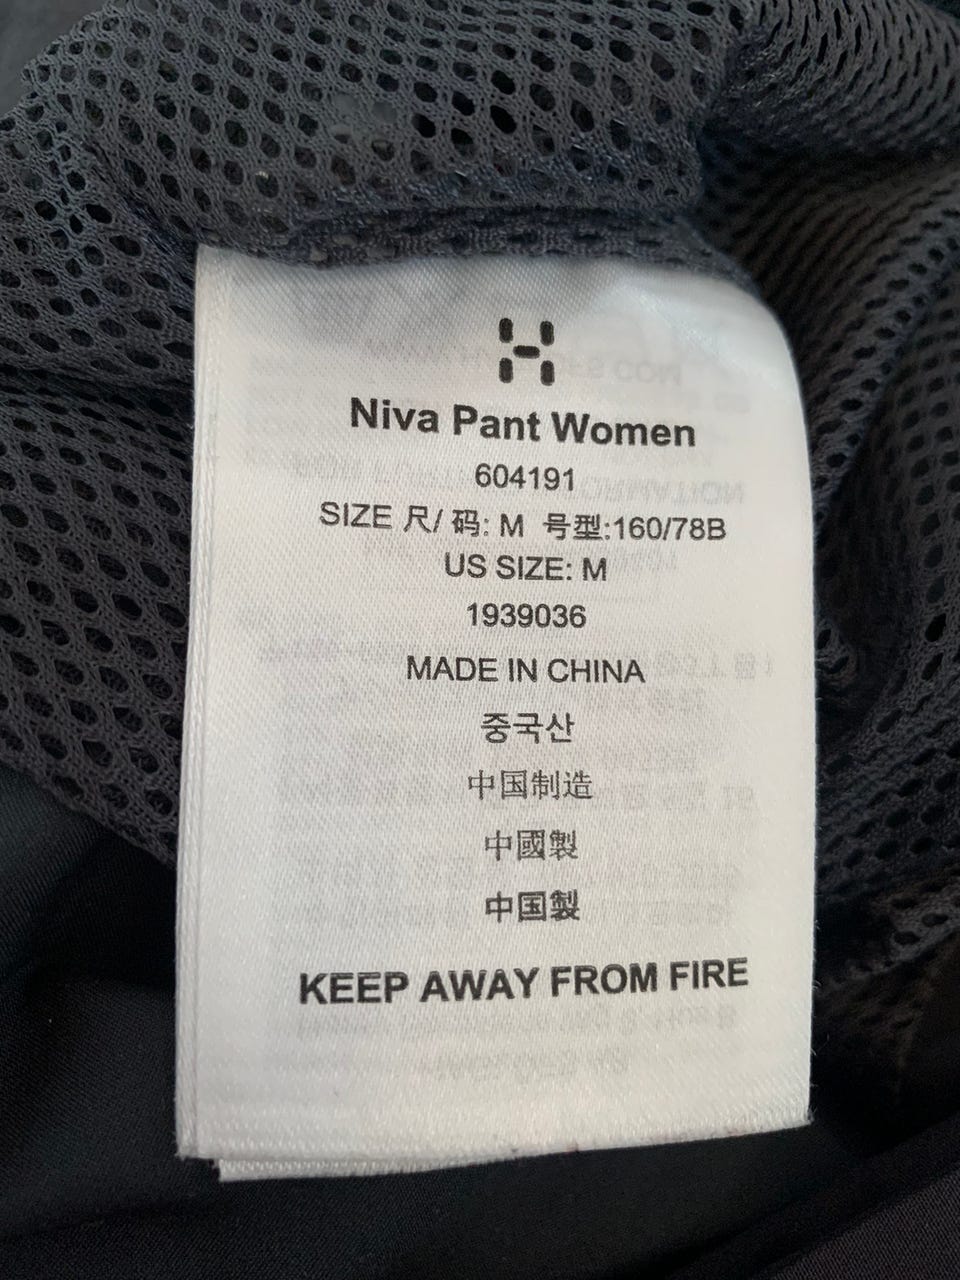 Niva Pant Women
604191
SIZE 尺/ 码: M 号型:160/78B
US SIZE: M
1939036
MADE IN CHINA
중국산
中国制造
中國製
中国製
KEEP AWAY FROM FIRE